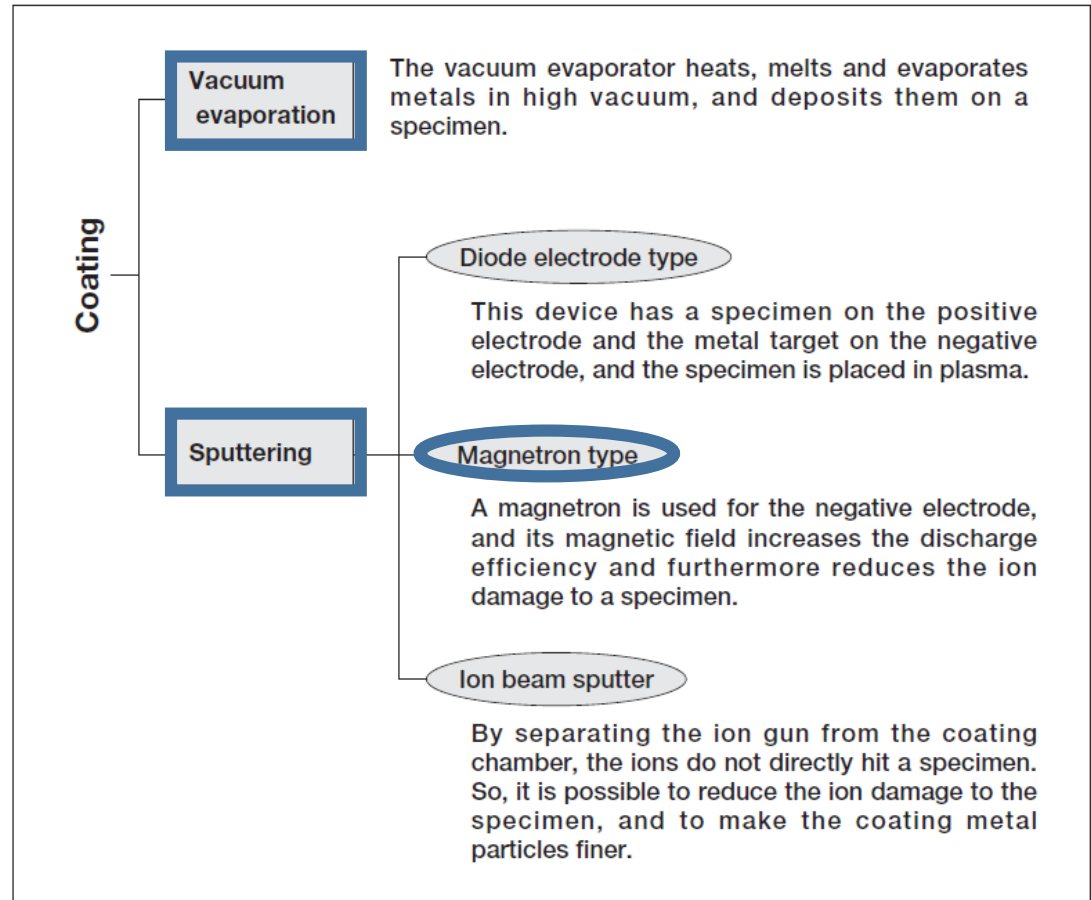 Vacuum
evaporation
The vacuum evaporator heats, melts and evaporates
metals in high vacuum, and deposits them on a
specimen.
Coating
Diode electrode type
This device has a specimen on the positive
electrode and the metal target on the negative
electrode, and the specimen is placed in plasma.
Sputtering
Magnetron type
A magnetron is used for the negative electrode,
and its magnetic field increases the discharge
efficiency and furthermore reduces the ion
damage to a specimen.
Ion beam sputter
By separating the ion gun from the coating
chamber, the ions do not directly hit a specimen.
So, it is possible to reduce the ion damage to the
specimen, and to make the coating metal
particles finer.